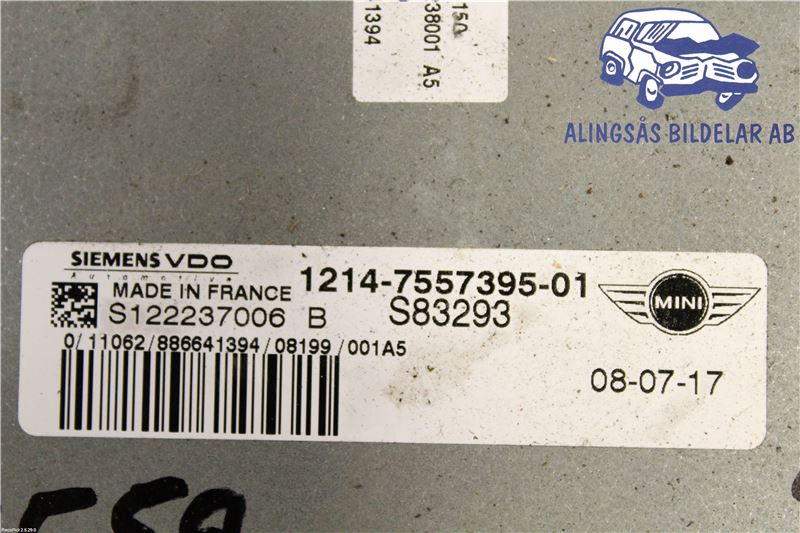 150
38001 A5
1394
ALINGSÅS BILDELAR AB
SIEMENS VDO
Automotive
1214-7557395-01
MADE IN FRANCE
S122237006 B
S83293
MINI
0/11062/886641394/08199/001A5
08-07-17